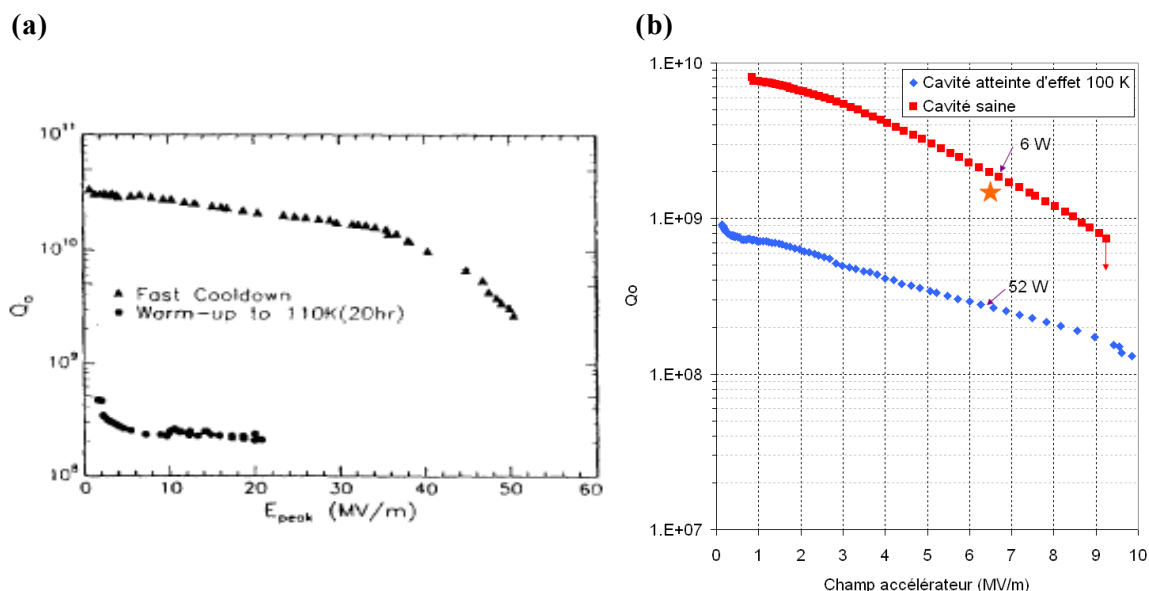 (a)
10¹¹
10¹⁰
10⁹
10⁸
Qo
▲ Fast Cooldown
● Warm-up to 110K(20hr)
0 10 20 30 40 50 60
E peak (MV/m)
(b)
1.E+10
1.E+09
1.E+08
1.E+07
Qo
Cavité atteinte d'effet 100 K
Cavité saine
6 W
52 W
0 1 2 3 4 5 6 7 8 9 10
Champ accélérateur (MV/m)